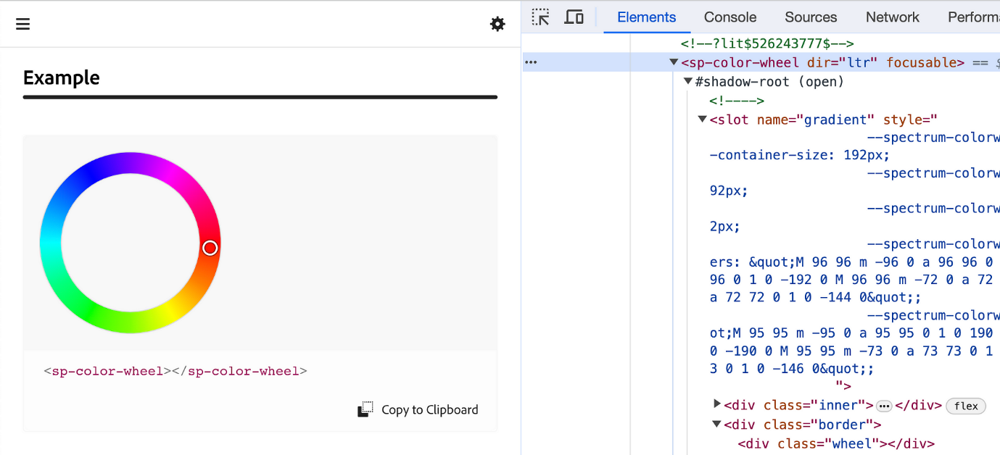 Example
<sp-color-wheel></sp-color-wheel>
Copy to Clipboard
Elements Console Sources Network Performa
<!--?lit$526243777$-->
<sp-color-wheel dir="ltr" focusable> == $
#shadow-root (open)
<!---->
<slot name="gradient" style="
--spectrum-colorw
-container-size: 192px;
--spectrum-colorw
92px;
--spectrum-colorw
2px;
--spectrum-colorw
ers: &quot;M 96 96 m -96 0 a 96 96 0
96 0 1 0 -192 0 M 96 96 m -72 0 a 72
a 72 72 0 1 0 -144 0&quot;;
--spectrum-colorw
ot;M 95 95 m -95 0 a 95 95 0 1 0 190
0 -190 0 M 95 95 m -73 0 a 73 73 0 1
3 0 1 0 -146 0&quot;;
">
<div class="inner">…</div> flex
<div class="border">
<div class="wheel"></div>